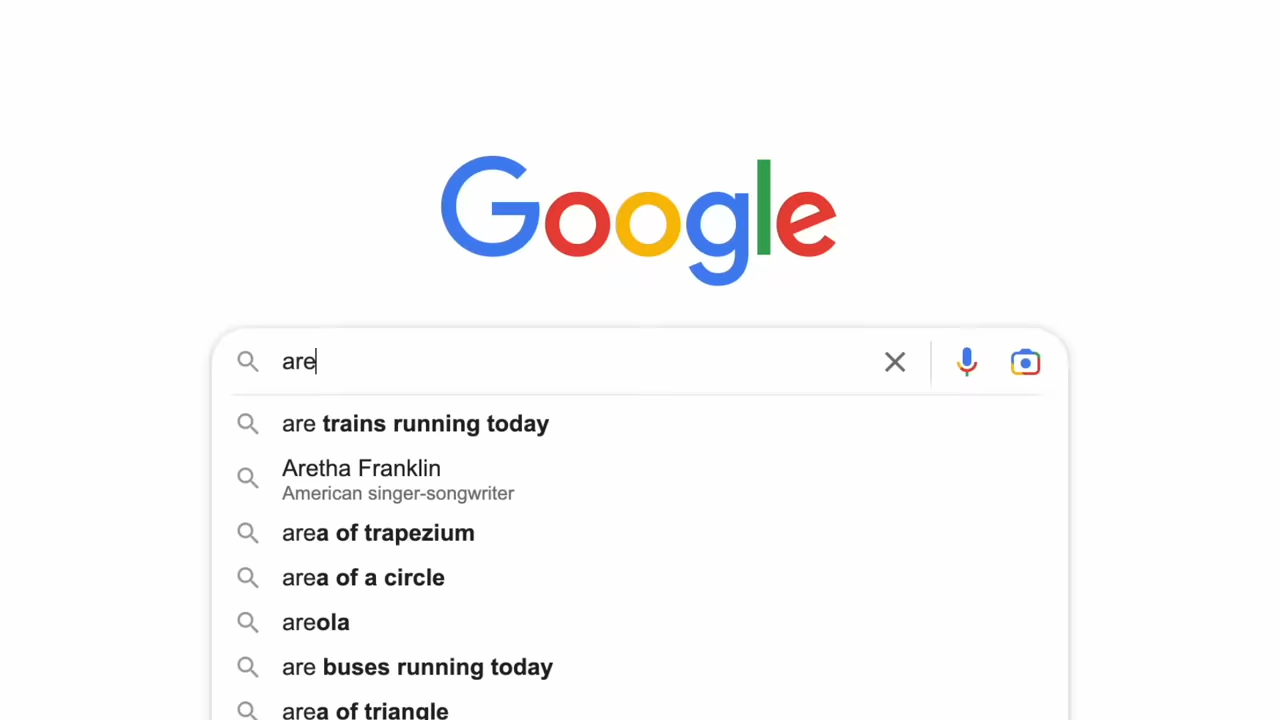 Google
are
are trains running today
Aretha Franklin
American singer-songwriter
area of trapezium
area of a circle
areola
are buses running today
area of triangle